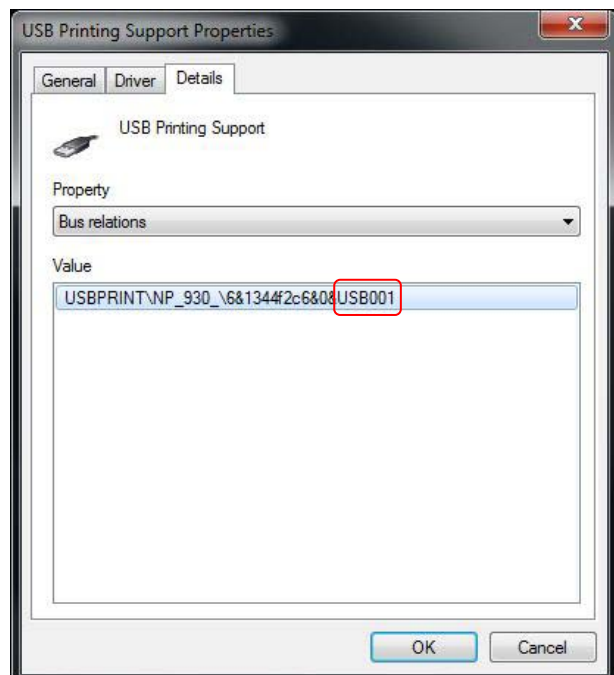 USB Printing Support Properties
General Driver Details
USB Printing Support
Property
Bus relations
Value
USBPRINT\NP_930_\6&1344f2c6&0&USB001
OK Cancel